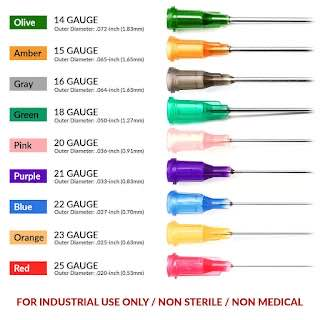 Olive
14 GAUGE
Outer Diameter: .072-inch (1.83mm)
Amber
15 GAUGE
Outer Diameter: .065-inch (1.65mm)
Gray
16 GAUGE
Outer Diameter: .064-inch (1.63mm)
Green
18 GAUGE
Outer Diameter: .050-inch (1.27mm)
Pink
20 GAUGE
Outer Diameter: .036-inch (0.91mm)
Purple
21 GAUGE
Outer Diameter: .033-inch (0.83mm)
Blue
22 GAUGE
Outer Diameter: .027-inch (0.70mm)
Orange
23 GAUGE
Outer Diameter: .025-inch (0.63mm)
Red
25 GAUGE
Outer Diameter: .020-inch (0.53mm)
FOR INDUSTRIAL USE ONLY / NON STERILE / NON MEDICAL